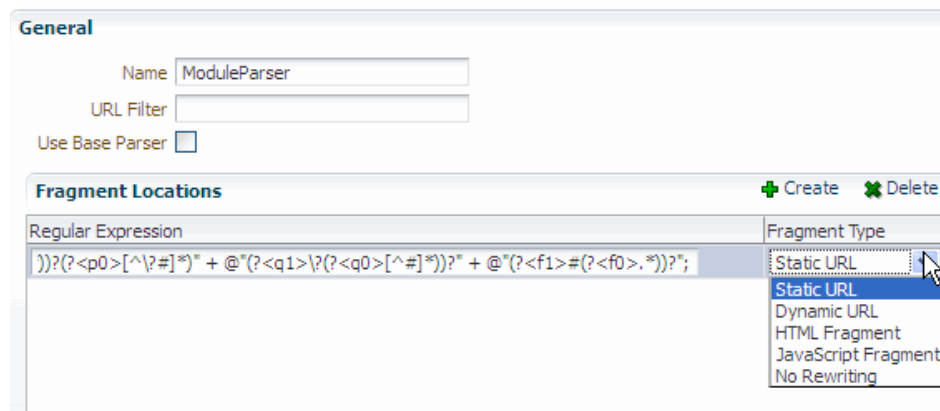 General
Name ModuleParser
URL Filter
Use Base Parser
Fragment Locations Create Delete
Regular Expression Fragment Type
))?(?<p0>[^\?#]*)" + @"(?<q1>\?(?<q0>[^#]*))?" + @"(?<f1>#(?<f0>.*))?"; Static URL
Static URL
Dynamic URL
HTML Fragment
JavaScript Fragment
No Rewriting